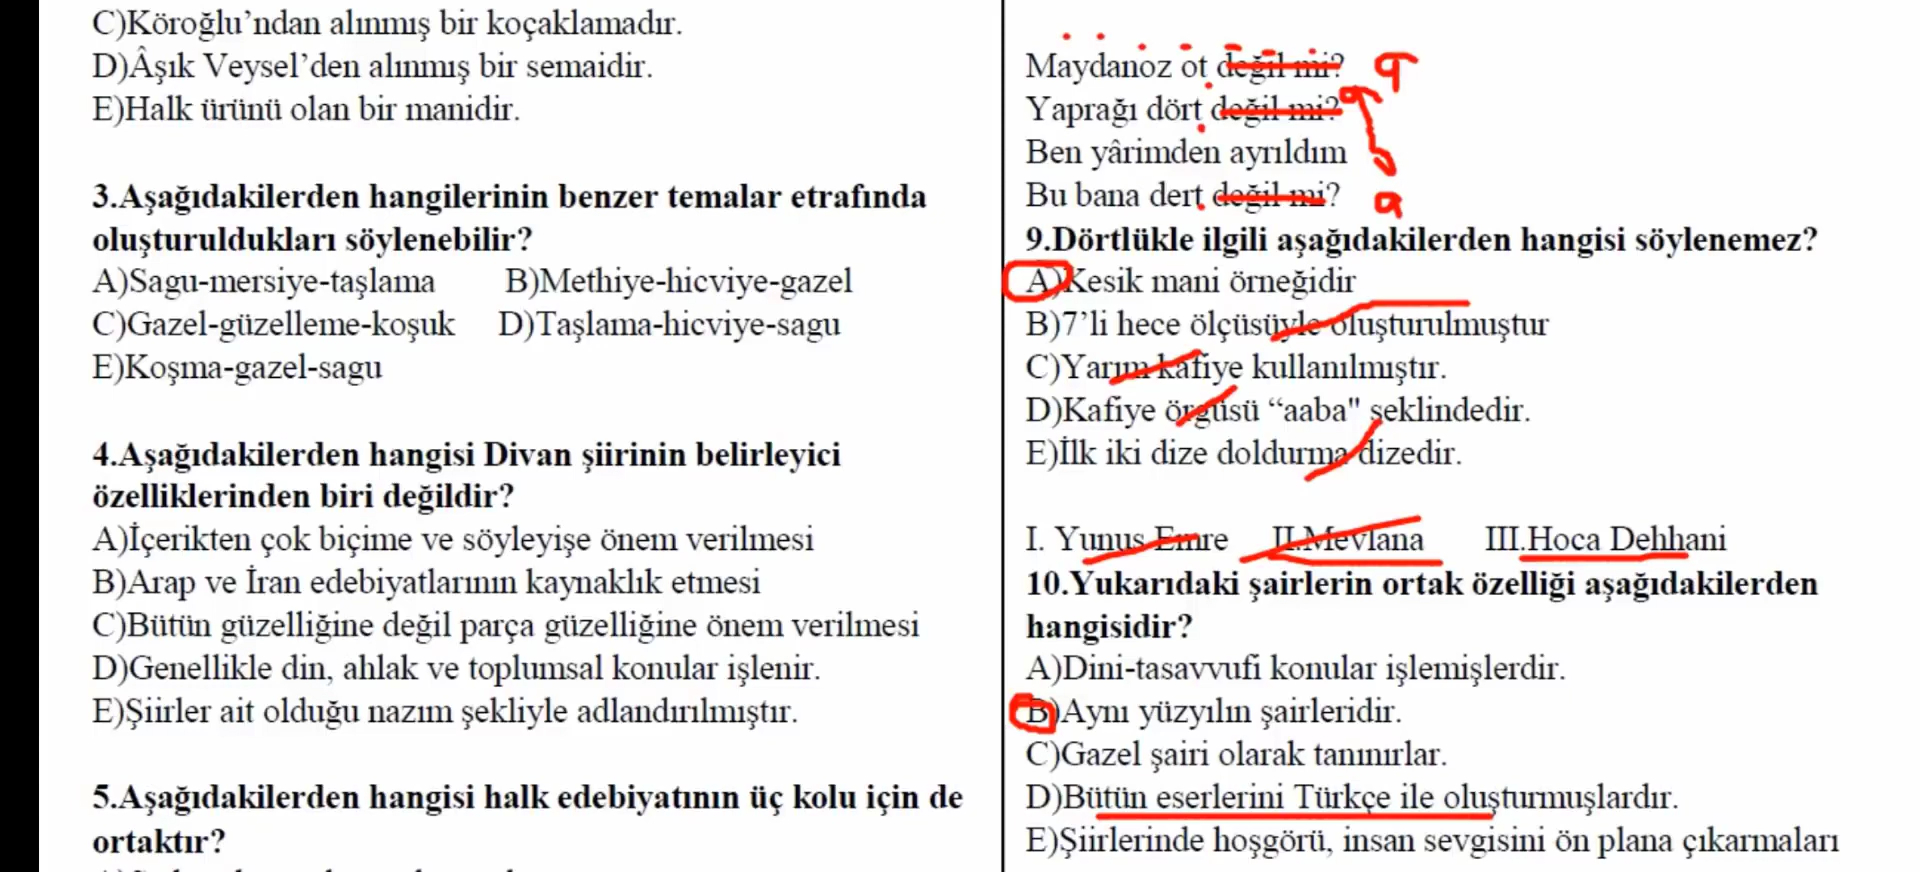 C)Köroğlu’ndan alınmış bir koçaklamadır.
D)Âşık Veysel’den alınmış bir semaidir.
E)Halk ürünü olan bir manidir.
3.Aşağıdakilerden hangilerinin benzer temalar etrafında
oluşturuldukları söylenebilir?
A)Sagu-mersiye-taşlama B)Methiye-hicviye-gazel
C)Gazel-güzelleme-koşuk D)Taşlama-hicviye-sagu
E)Koşma-gazel-sagu
4.Aşağıdakilerden hangisi Divan şiirinin belirleyici
özelliklerinden biri değildir?
A)İçerikten çok biçime ve söyleyişe önem verilmesi
B)Arap ve İran edebiyatlarının kaynaklık etmesi
C)Bütün güzelliğine değil parça güzelliğine önem verilmesi
D)Genellikle din, ahlak ve toplumsal konular işlenir.
E)Şiirler ait olduğu nazım şekliyle adlandırılmıştır.
5.Aşağıdakilerden hangisi halk edebiyatının üç kolu için de
ortaktır?
Maydanoz ot değil mi? a
Yaprağı dört değil mi? a
Ben yârimden ayrıldım b
Bu bana dert değil mi? a
9.Dörtlükle ilgili aşağıdakilerden hangisi söylenemez?
A)Kesik mani örneğidir
B)7’li hece ölçüsüyle oluşturulmuştur
C)Yarım kafiye kullanılmıştır.
D)Kafiye örgüsü “aaba" şeklindedir.
E)İlk iki dize doldurma dizedir.
I. Yunus Emre II.Mevlana III.Hoca Dehhani
10.Yukarıdaki şairlerin ortak özelliği aşağıdakilerden
hangisidir?
A)Dini-tasavvufi konular işlemişlerdir.
B)Aynı yüzyılın şairleridir.
C)Gazel şairi olarak tanınırlar.
D)Bütün eserlerini Türkçe ile oluşturmuşlardır.
E)Şiirlerinde hoşgörü, insan sevgisini ön plana çıkarmaları